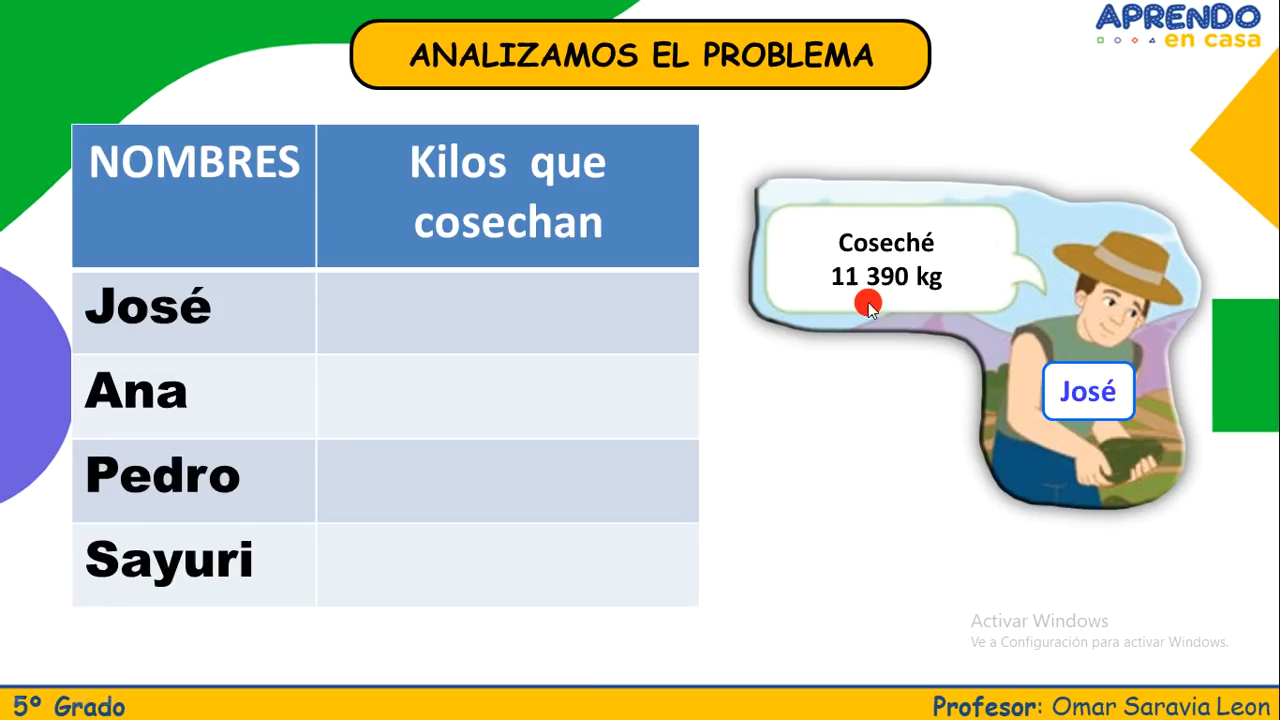 APRENDO
en casa
ANALIZAMOS EL PROBLEMA
NOMBRES
Kilos que
cosechan
José
Ana
Pedro
Sayuri
Coseché
11 390 kg
José
Activar Windows
Ve a Configuración para activar Windows.
5º Grado
Profesor: Omar Saravia Leon